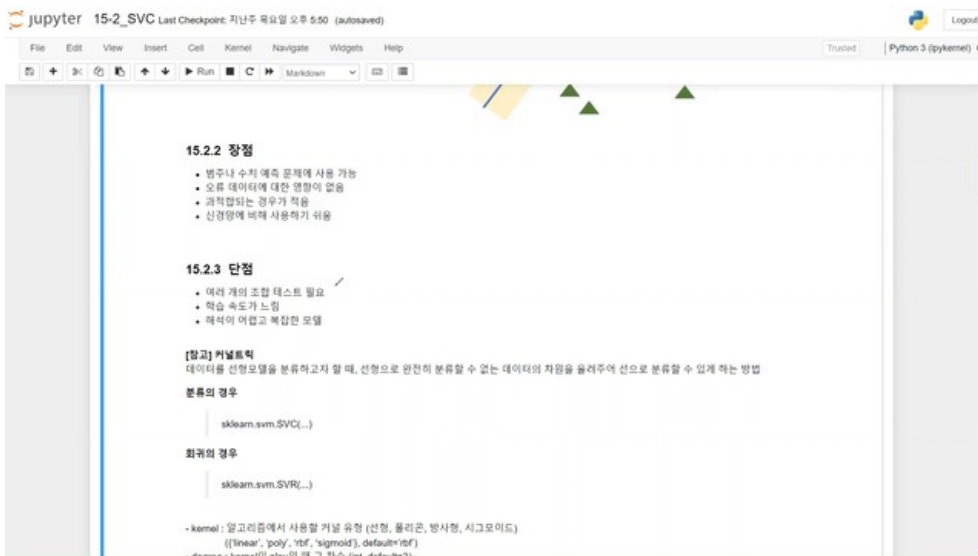 jupyter 15-2_SVC Last Checkpoint: 지난주 목요일 오후 5:50 (autosaved)
Logout
File Edit View Insert Cell Kernel Navigate Widgets Help
Trusted Python 3 (ipykernel)
Run Markdown
15.2.2 장점
• 범주나 수치 예측 문제에 사용 가능
• 오류 데이터에 대한 영향이 없음
• 과적합되는 경우가 적음
• 신경망에 비해 사용하기 쉬움
15.2.3 단점
• 여러 개의 조합 테스트 필요
• 학습 속도가 느림
• 해석이 어렵고 복잡한 모델
[참고] 커널트릭
데이터를 선형모델을 분류하고자 할 때, 선형으로 완전히 분류할 수 없는 데이터의 차원을 올려주어 선으로 분류할 수 있게 하는 방법
분류의 경우
sklearn.svm.SVC(...)
회귀의 경우
sklearn.svm.SVR(...)
- kernel : 알고리즘에서 사용할 커널 유형 (선형, 폴리곤, 방사형, 시그모이드)
({'linear', 'poly', 'rbf', 'sigmoid'}, default='rbf')